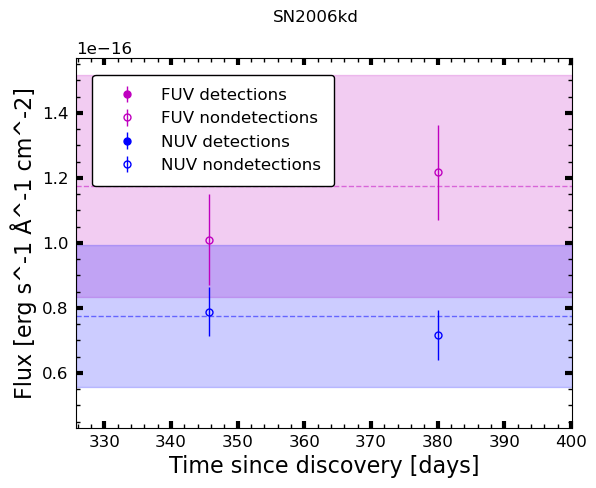 SN2006kd
1e−16
FUV detections
FUV nondetections
NUV detections
NUV nondetections
1.4
1.2
1.0
0.8
0.6
Flux [erg s^-1 Å^-1 cm^-2]
330 340 350 360 370 380 390 400
Time since discovery [days]